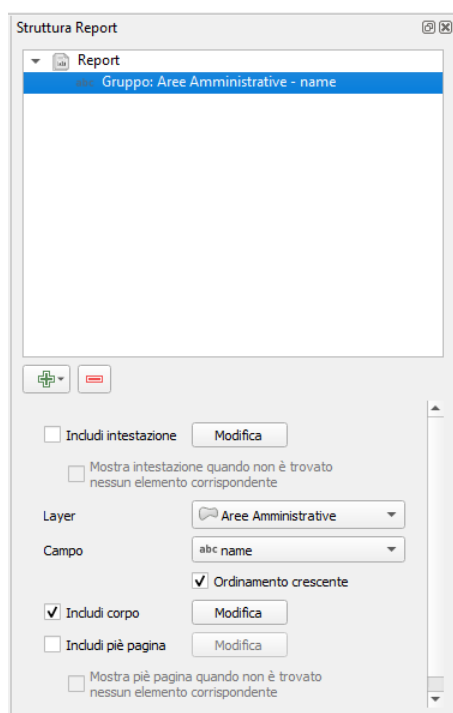 Struttura Report
Report
Gruppo: Aree Amministrative - name
Includi intestazione Modifica
Mostra intestazione quando non è trovato
nessun elemento corrispondente
Layer Aree Amministrative
Campo abc name
Ordinamento crescente
Includi corpo Modifica
Includi piè pagina Modifica
Mostra piè pagina quando non è trovato
nessun elemento corrispondente